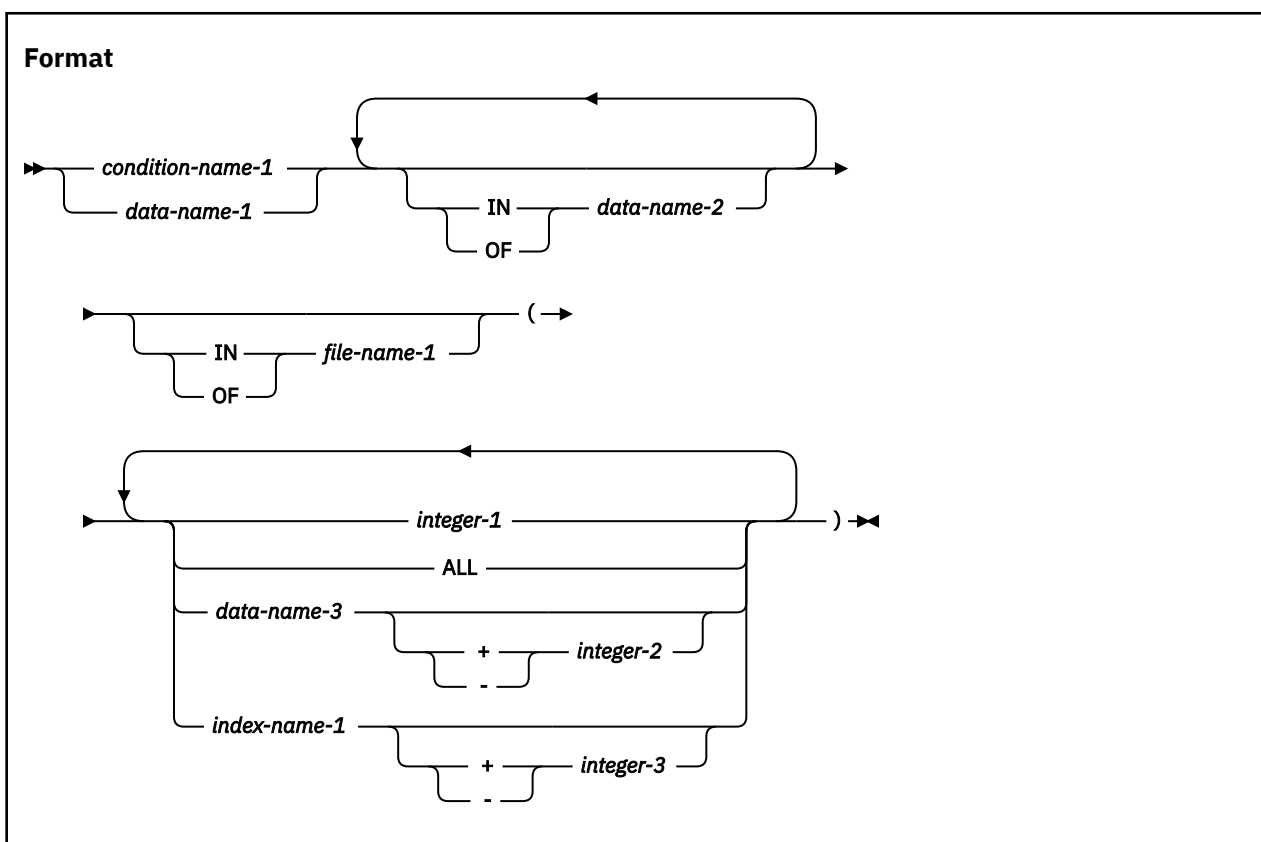 Format
condition-name-1
data-name-1
IN data-name-2
OF
IN file-name-1 (
OF
integer-1 )
ALL
data-name-3
+ integer-2
-
index-name-1
+ integer-3
-